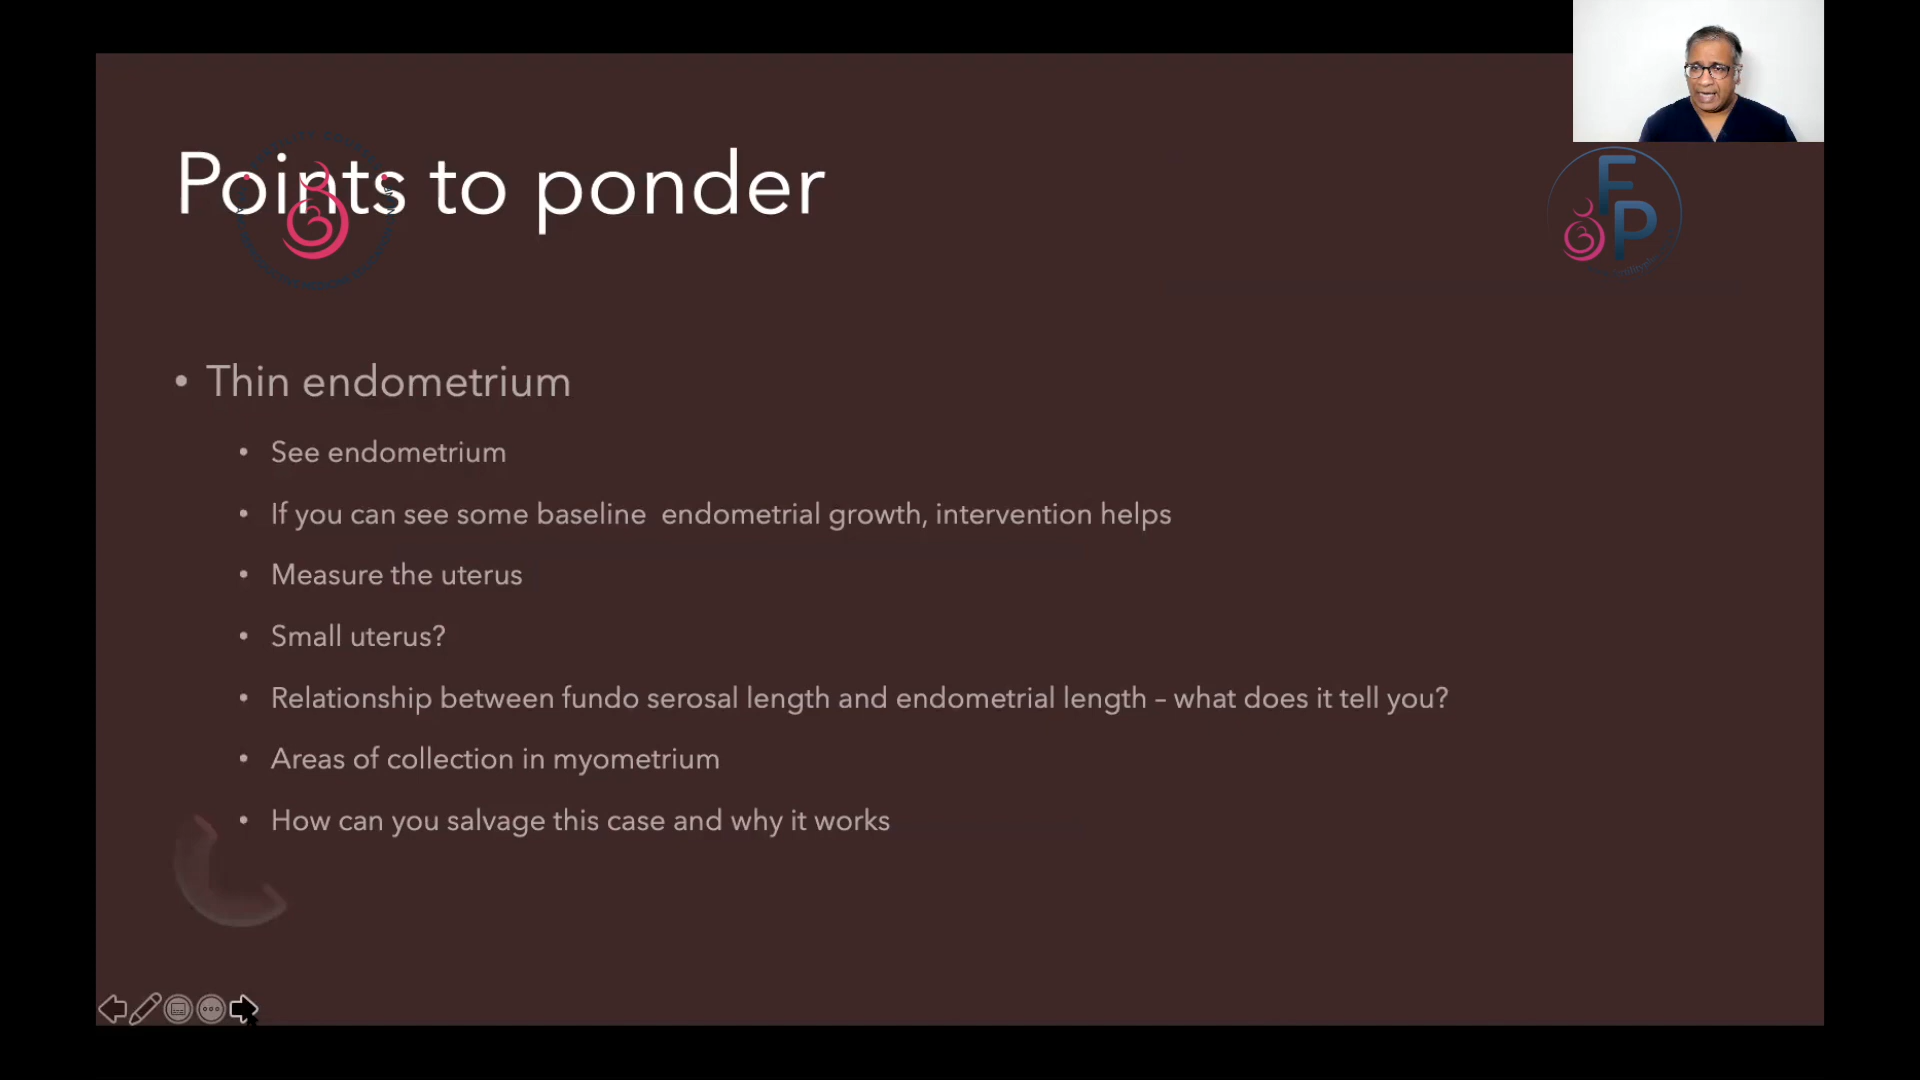 Points to ponder
FP
• Thin endometrium
• See endometrium
• If you can see some baseline  endometrial growth, intervention helps
• Measure the uterus
• Small uterus?
• Relationship between fundo serosal length and endometrial length – what does it tell you?
• Areas of collection in myometrium
• How can you salvage this case and why it works